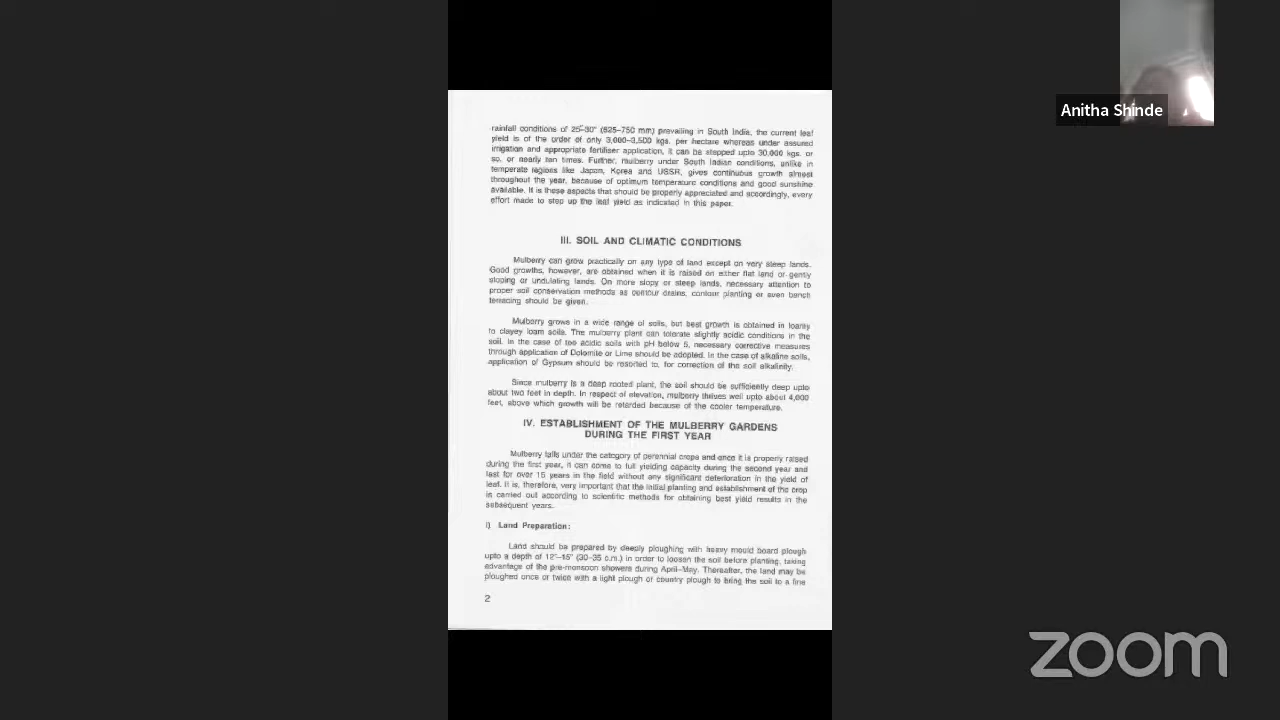 Anitha Shinde
rainfall conditions of 25"-30" (625–750 mm) prevailing in South India, the current leaf
yield is of the order of only 3,000–3,500 kgs. per hectare whereas under assured
irrigation and appropriate fertiliser application, it can be stepped upto 30,000 kgs. or
so, or nearly ten times. Further, mulberry under South Indian conditions, unlike in
temperate regions like Japan, Korea and USSR, gives continuous growth almost
throughout the year, because of optimum temperature conditions and good sunshine
available. It is these aspects that should be properly appreciated and accordingly, every
effort made to step up the leaf yield as indicated in this paper.
III. SOIL AND CLIMATIC CONDITIONS
Mulberry can grow practically on any type of land except on very steep lands.
Good growths, however, are obtained when it is raised on either flat land or gently
sloping or undulating lands. On more slopy or steep lands, necessary attention to
proper soil conservation methods as contour drains, contour planting or even bench
terracing should be given.
Mulberry grows in a wide range of soils, but best growth is obtained in loamy
to clayey loam soils. The mulberry plant can tolerate slightly acidic conditions in the
soil. In the case of too acidic soils with pH below 5, necessary corrective measures
through application of Dolomite or Lime should be adopted. In the case of alkaline soils,
application of Gypsum should be resorted to, for correction of the soil alkalinity.
Since mulberry is a deep rooted plant, the soil should be sufficiently deep upto
about two feet in depth. In respect of elevation, mulberry thrives well upto about 4,000
feet, above which growth will be retarded because of the cooler temperature.
IV. ESTABLISHMENT OF THE MULBERRY GARDENS
DURING THE FIRST YEAR
Mulberry falls under the category of perennial crops and once it is properly raised
during the first year, it can come to full yielding capacity during the second year and
last for over 15 years in the field without any significant deterioration in the yield of
leaf. It is, therefore, very important that the initial planting and establishment of the crop
is carried out according to scientific methods for obtaining best yield results in the
subsequent years.
i) Land Preparation:
Land should be prepared by deeply ploughing with heavy mould board plough
upto a depth of 12"–15" (30–35 c.m.) in order to loosen the soil before planting, taking
advantage of the pre-monsoon showers during April–May. Thereafter, the land may be
ploughed once or twice with a light plough or country plough to bring the soil to a fine
2
zoom